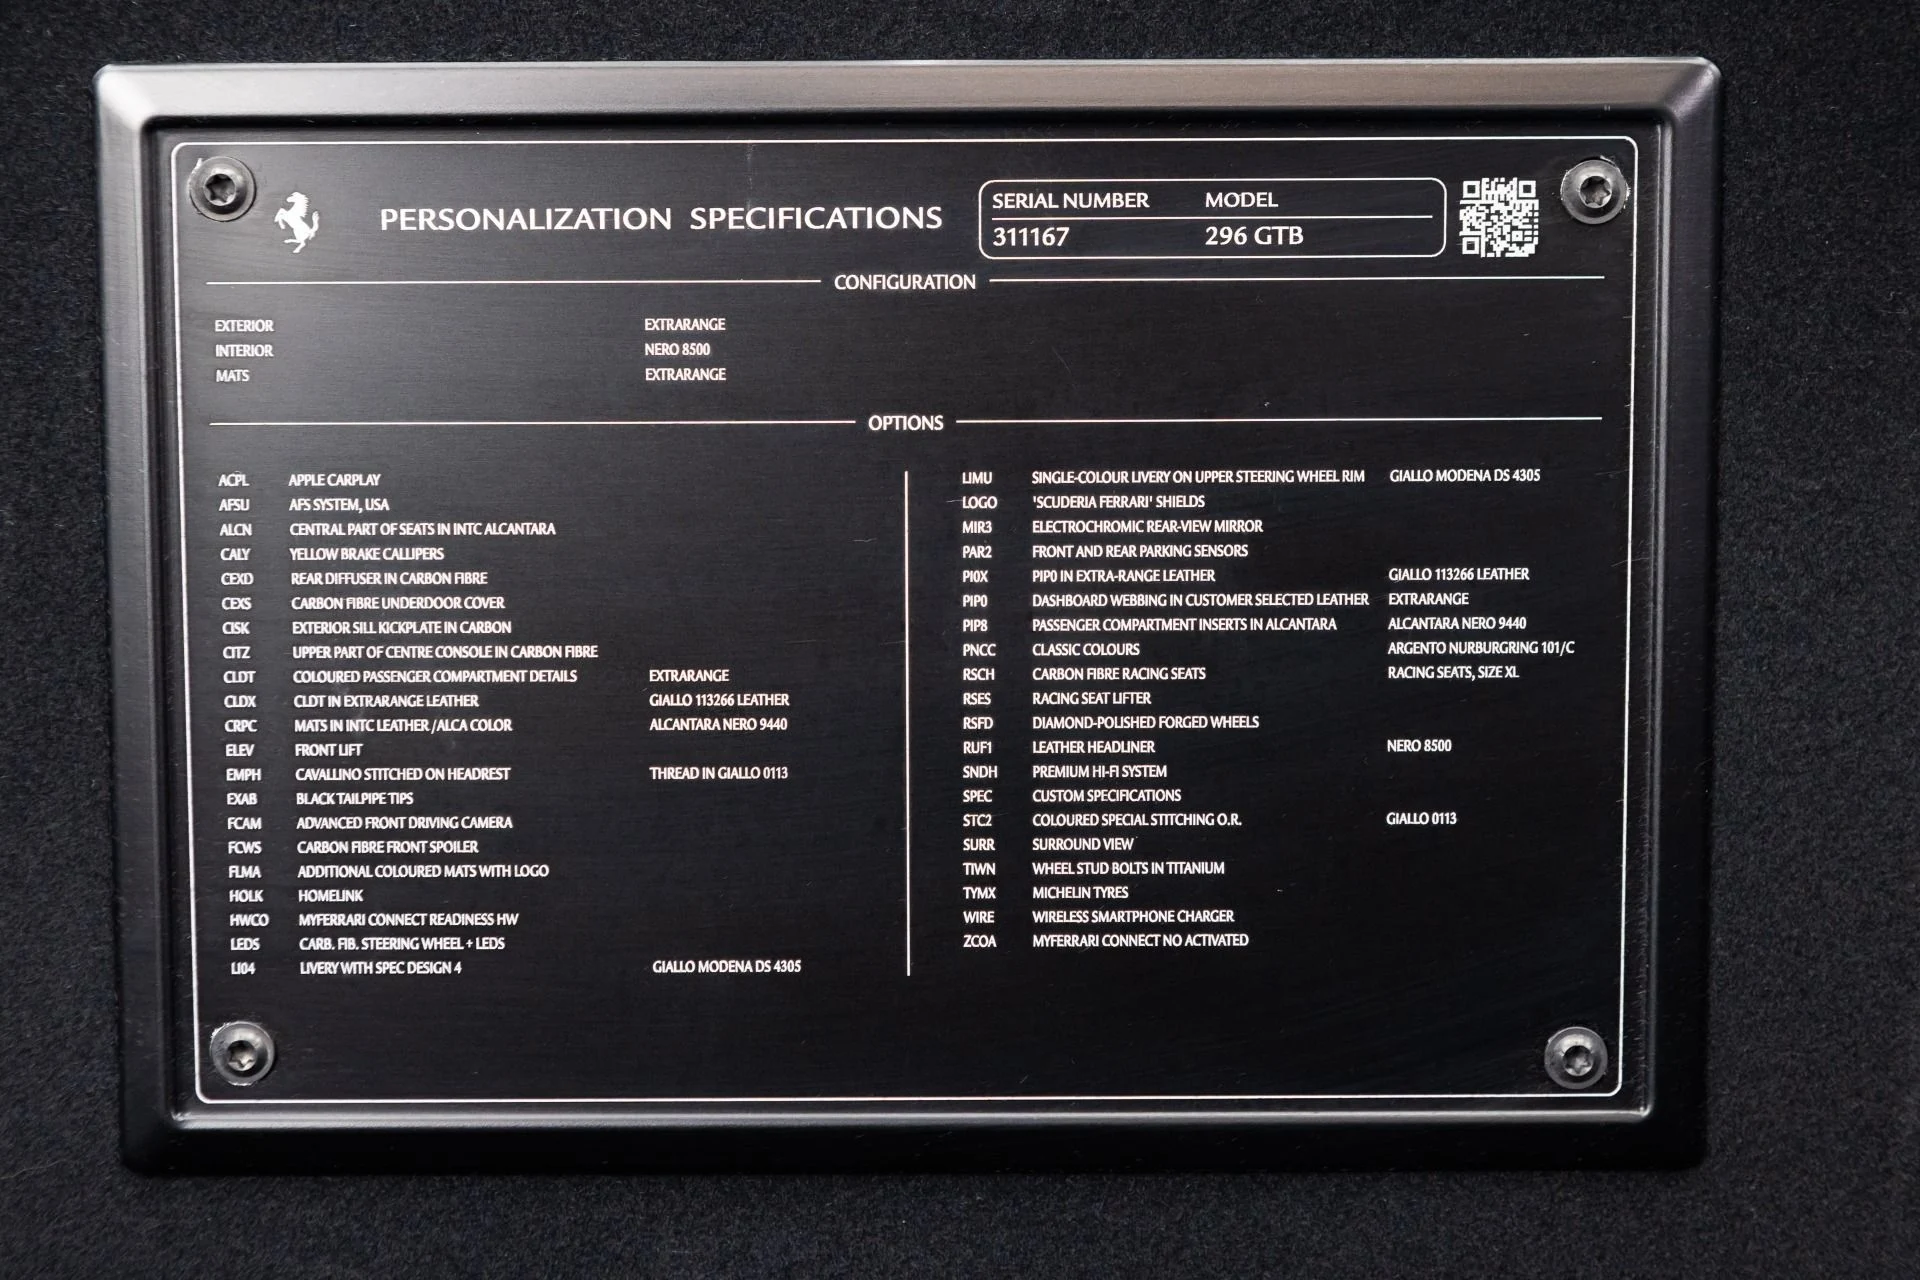 PERSONALIZATION SPECIFICATIONS
SERIAL NUMBER MODEL
311167 296 GTB
CONFIGURATION
EXTERIOR EXTRARANGE
INTERIOR NERO 8500
MATS EXTRARANGE
OPTIONS
ACPL APPLE CARPLAY
AFSU AFS SYSTEM, USA
ALCN CENTRAL PART OF SEATS IN INTC ALCANTARA
CALY YELLOW BRAKE CALLIPERS
CEXD REAR DIFFUSER IN CARBON FIBRE
CEXS CARBON FIBRE UNDERDOOR COVER
CISK EXTERIOR SILL KICKPLATE IN CARBON
CITZ UPPER PART OF CENTRE CONSOLE IN CARBON FIBRE
CLDT COLOURED PASSENGER COMPARTMENT DETAILS EXTRARANGE
CLDX CLDT IN EXTRARANGE LEATHER GIALLO 113266 LEATHER
CRPC MATS IN INTC LEATHER /ALCA COLOR ALCANTARA NERO 9440
ELEV FRONT LIFT
EMPH CAVALLINO STITCHED ON HEADREST THREAD IN GIALLO 0113
EXAB BLACK TAILPIPE TIPS
FCAM ADVANCED FRONT DRIVING CAMERA
FCWS CARBON FIBRE FRONT SPOILER
FLMA ADDITIONAL COLOURED MATS WITH LOGO
HOLK HOMELINK
HWCO MYFERRARI CONNECT READINESS HW
LEDS CARB. FIB. STEERING WHEEL + LEDS
LI04 LIVERY WITH SPEC DESIGN 4 GIALLO MODENA DS 4305
LIMU SINGLE-COLOUR LIVERY ON UPPER STEERING WHEEL RIM GIALLO MODENA DS 4305
LOGO 'SCUDERIA FERRARI' SHIELDS
MIR3 ELECTROCHROMIC REAR-VIEW MIRROR
PAR2 FRONT AND REAR PARKING SENSORS
PI0X PIP0 IN EXTRA-RANGE LEATHER GIALLO 113266 LEATHER
PIP0 DASHBOARD WEBBING IN CUSTOMER SELECTED LEATHER EXTRARANGE
PIP8 PASSENGER COMPARTMENT INSERTS IN ALCANTARA ALCANTARA NERO 9440
PNCC CLASSIC COLOURS ARGENTO NURBURGRING 101/C
RSCH CARBON FIBRE RACING SEATS RACING SEATS, SIZE XL
RSES RACING SEAT LIFTER
RSFD DIAMOND-POLISHED FORGED WHEELS
RUF1 LEATHER HEADLINER NERO 8500
SNDH PREMIUM HI-FI SYSTEM
SPEC CUSTOM SPECIFICATIONS
STC2 COLOURED SPECIAL STITCHING O.R. GIALLO 0113
SURR SURROUND VIEW
TIWN WHEEL STUD BOLTS IN TITANIUM
TYMX MICHELIN TYRES
WIRE WIRELESS SMARTPHONE CHARGER
ZCOA MYFERRARI CONNECT NO ACTIVATED